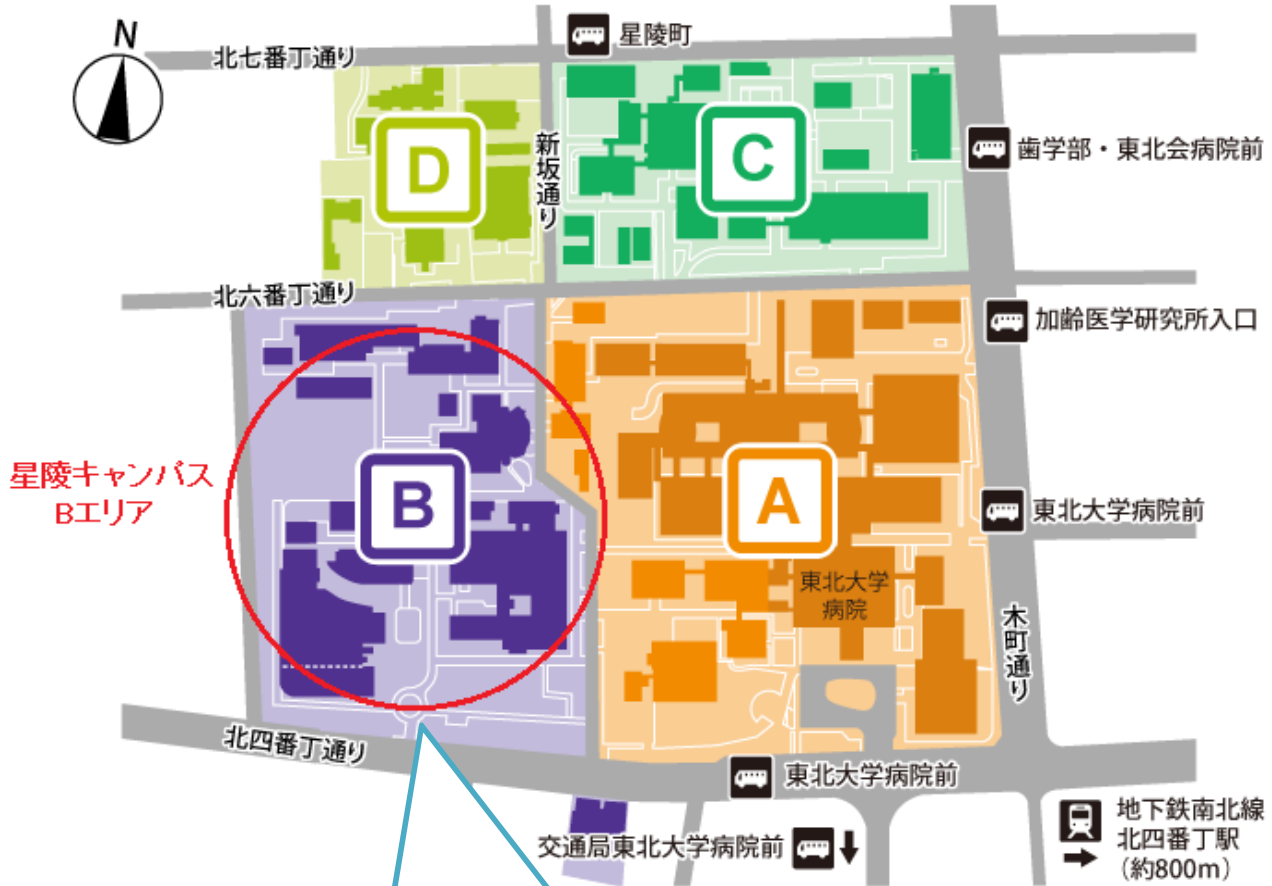 N
星陵町
北七番丁通り
D
新坂通り
C
歯学部・東北会病院前
北六番丁通り
加齢医学研究所入口
星陵キャンパス
Bエリア
B
A
東北大学病院前
東北大学
病院
木町通り
北四番丁通り
東北大学病院前
交通局東北大学病院前
地下鉄南北線
北四番丁駅
(約800m)